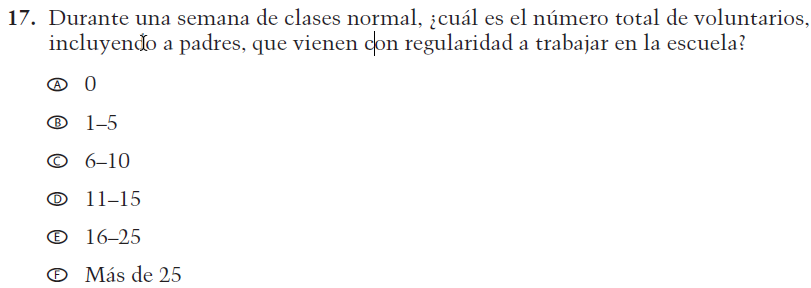 17. Durante una semana de clases normal, ¿cuál es el número total de voluntarios,
incluyendo a padres, que vienen con regularidad a trabajar en la escuela?
A 0
B 1–5
C 6–10
D 11–15
E 16–25
F Más de 25